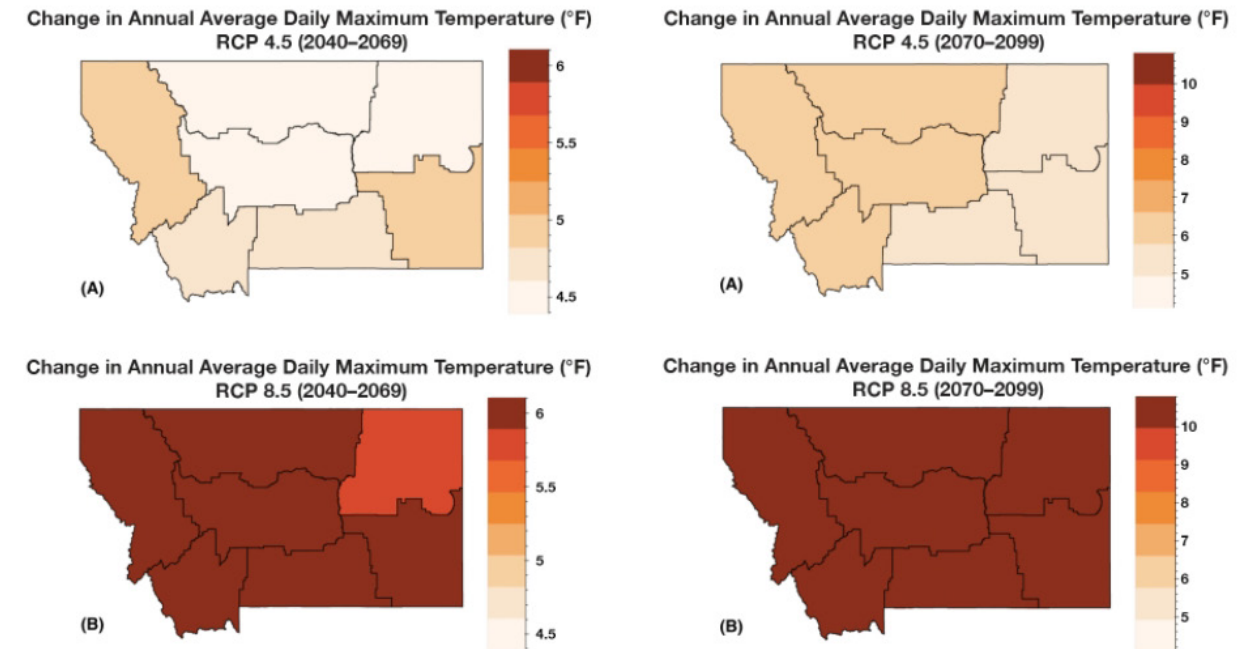 Change in Annual Average Daily Maximum Temperature (°F)
RCP 4.5 (2040–2069)
6
5.5
5
4.5
(A)
Change in Annual Average Daily Maximum Temperature (°F)
RCP 4.5 (2070–2099)
10
9
8
7
6
5
(A)
Change in Annual Average Daily Maximum Temperature (°F)
RCP 8.5 (2040–2069)
6
5.5
5
4.5
(B)
Change in Annual Average Daily Maximum Temperature (°F)
RCP 8.5 (2070–2099)
10
9
8
7
6
5
(B)